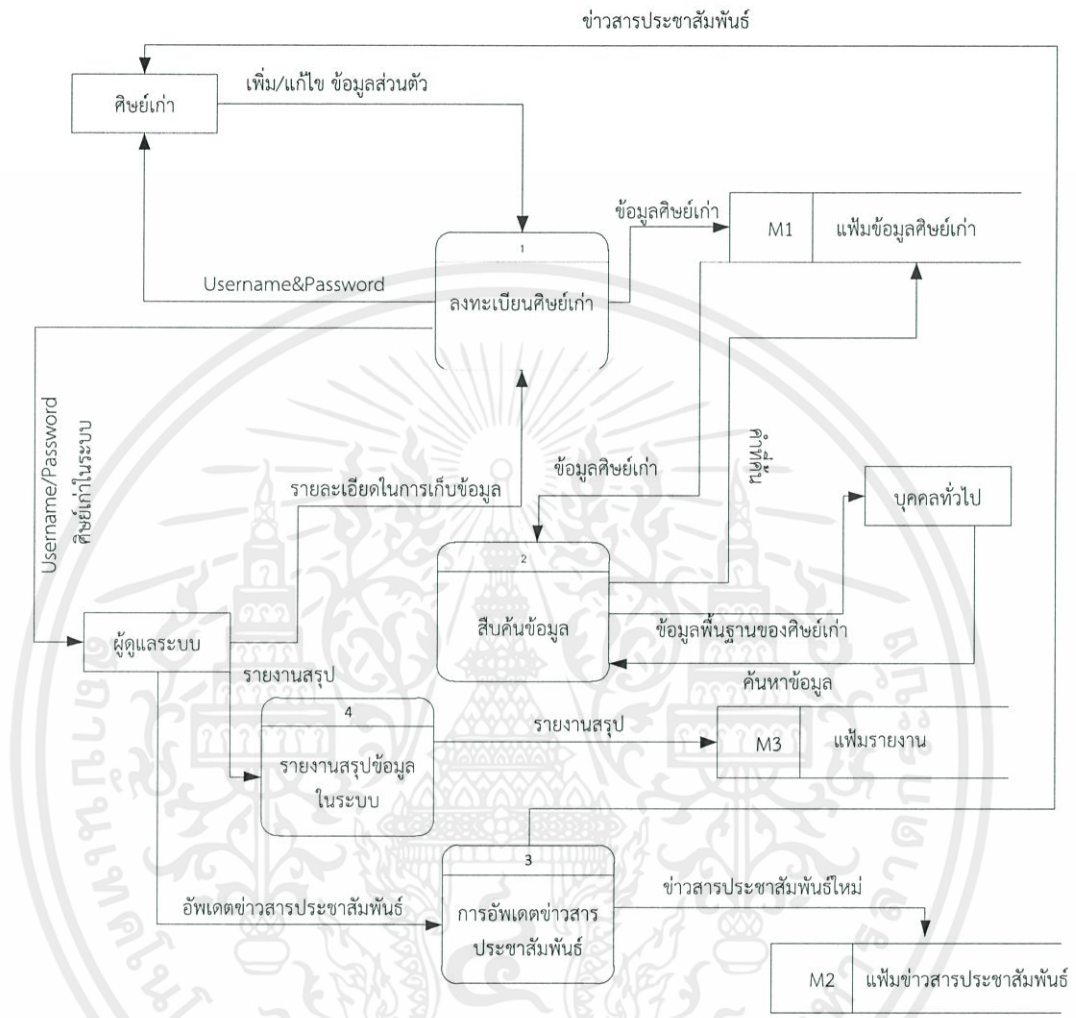 ข่าวสารประชาสัมพันธ์
เพิ่ม/แก้ไข ข้อมูลส่วนตัว
ศิษย์เก่า
ข้อมูลศิษย์เก่า
M1
แฟ้มข้อมูลศิษย์เก่า
1
ลงทะเบียนศิษย์เก่า
Username&Password
Username/Password
ศิษย์เก่าในระบบ
คำที่ค้น
ข้อมูลศิษย์เก่า
รายละเอียดในการเก็บข้อมูล
บุคคลทั่วไป
2
สืบค้นข้อมูล
ข้อมูลพื้นฐานของศิษย์เก่า
ค้นหาข้อมูล
ผู้ดูแลระบบ
รายงานสรุป
4
รายงานสรุปข้อมูล
ในระบบ
รายงานสรุป
M3
แฟ้มรายงาน
3
การอัพเดตข่าวสาร
ประชาสัมพันธ์
อัพเดตข่าวสารประชาสัมพันธ์
ข่าวสารประชาสัมพันธ์ใหม่
M2
แฟ้มข่าวสารประชาสัมพันธ์